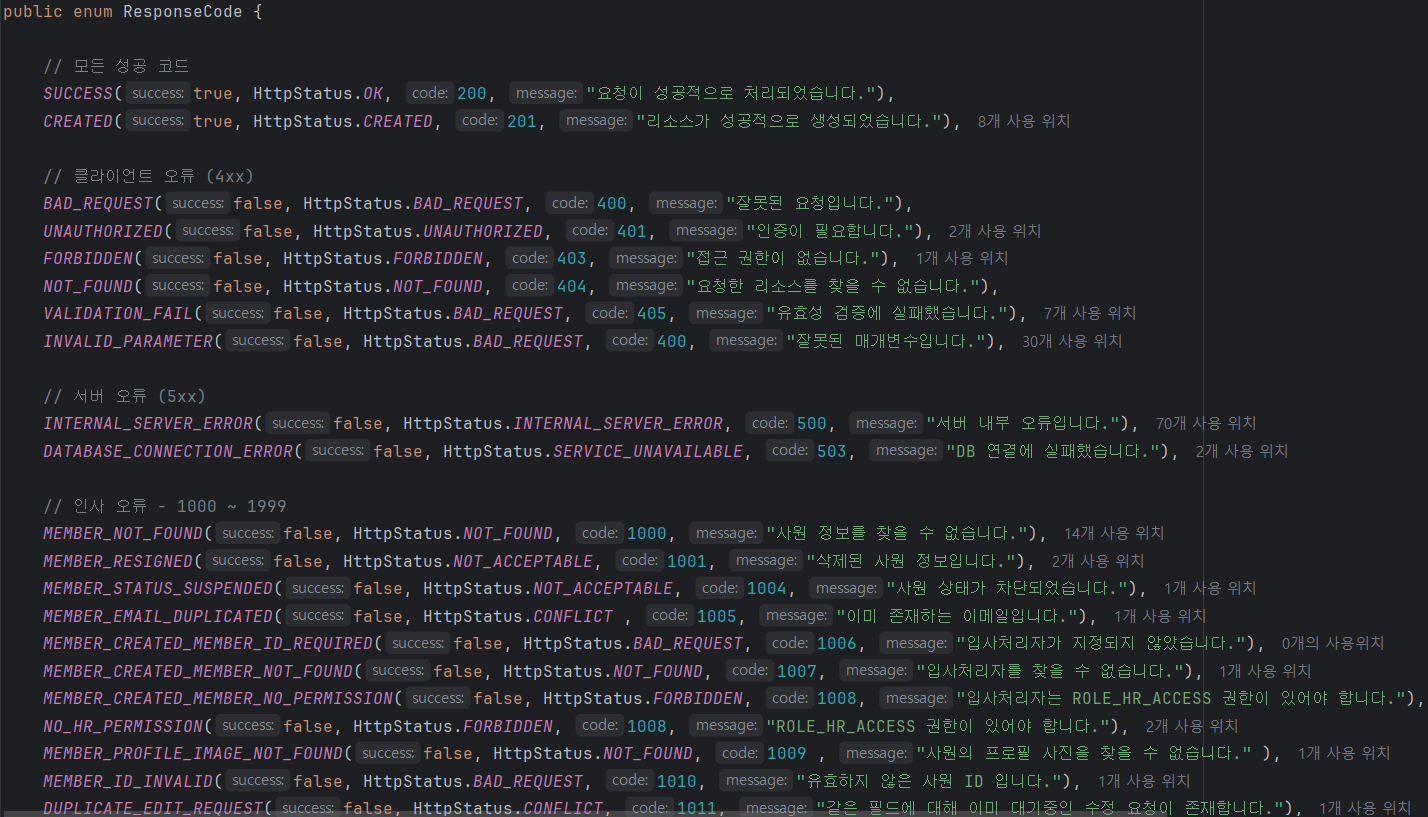 public enum ResponseCode {
// 모든 성공 코드
SUCCESS( success: true, HttpStatus.OK, code: 200, message: "요청이 성공적으로 처리되었습니다."),
CREATED( success: true, HttpStatus.CREATED, code: 201, message: "리소스가 성공적으로 생성되었습니다."), 8개 사용 위치
// 클라이언트 오류 (4xx)
BAD_REQUEST( success: false, HttpStatus.BAD_REQUEST, code: 400, message: "잘못된 요청입니다."),
UNAUTHORIZED( success: false, HttpStatus.UNAUTHORIZED, code: 401, message: "인증이 필요합니다."), 2개 사용 위치
FORBIDDEN( success: false, HttpStatus.FORBIDDEN, code: 403, message: "접근 권한이 없습니다."), 1개 사용 위치
NOT_FOUND( success: false, HttpStatus.NOT_FOUND, code: 404, message: "요청한 리소스를 찾을 수 없습니다."),
VALIDATION_FAIL( success: false, HttpStatus.BAD_REQUEST, code: 405, message: "유효성 검증에 실패했습니다."), 7개 사용 위치
INVALID_PARAMETER( success: false, HttpStatus.BAD_REQUEST, code: 400, message: "잘못된 매개변수입니다."), 30개 사용 위치
// 서버 오류 (5xx)
INTERNAL_SERVER_ERROR( success: false, HttpStatus.INTERNAL_SERVER_ERROR, code: 500, message: "서버 내부 오류입니다."), 70개 사용 위치
DATABASE_CONNECTION_ERROR( success: false, HttpStatus.SERVICE_UNAVAILABLE, code: 503, message: "DB 연결에 실패했습니다."), 2개 사용 위치
// 인사 오류 - 1000 ~ 1999
MEMBER_NOT_FOUND( success: false, HttpStatus.NOT_FOUND, code: 1000, message: "사원 정보를 찾을 수 없습니다."), 14개 사용 위치
MEMBER_RESIGNED( success: false, HttpStatus.NOT_ACCEPTABLE, code: 1001, message: "삭제된 사원 정보입니다."), 2개 사용 위치
MEMBER_STATUS_SUSPENDED( success: false, HttpStatus.NOT_ACCEPTABLE, code: 1004, message: "사원 상태가 차단되었습니다."), 1개 사용 위치
MEMBER_EMAIL_DUPLICATED( success: false, HttpStatus.CONFLICT , code: 1005, message: "이미 존재하는 이메일입니다."), 1개 사용 위치
MEMBER_CREATED_MEMBER_ID_REQUIRED( success: false, HttpStatus.BAD_REQUEST, code: 1006, message: "입사처리자가 지정되지 않았습니다."), 0개의 사용위치
MEMBER_CREATED_MEMBER_NOT_FOUND( success: false, HttpStatus.NOT_FOUND, code: 1007, message: "입사처리자를 찾을 수 없습니다."), 1개 사용 위치
MEMBER_CREATED_MEMBER_NO_PERMISSION( success: false, HttpStatus.FORBIDDEN, code: 1008, message: "입사처리자는 ROLE_HR_ACCESS 권한이 있어야 합니다."),
NO_HR_PERMISSION( success: false, HttpStatus.FORBIDDEN, code: 1008, message: "ROLE_HR_ACCESS 권한이 있어야 합니다."), 2개 사용 위치
MEMBER_PROFILE_IMAGE_NOT_FOUND( success: false, HttpStatus.NOT_FOUND, code: 1009 , message: "사원의 프로필 사진을 찾을 수 없습니다." ), 1개 사용 위치
MEMBER_ID_INVALID( success: false, HttpStatus.BAD_REQUEST, code: 1010, message: "유효하지 않은 사원 ID 입니다."), 1개 사용 위치
DUPLICATE_EDIT_REQUEST( success: false, HttpStatus.CONFLICT, code: 1011, message: "같은 필드에 대해 이미 대기중인 수정 요청이 존재합니다."), 1개 사용 위치